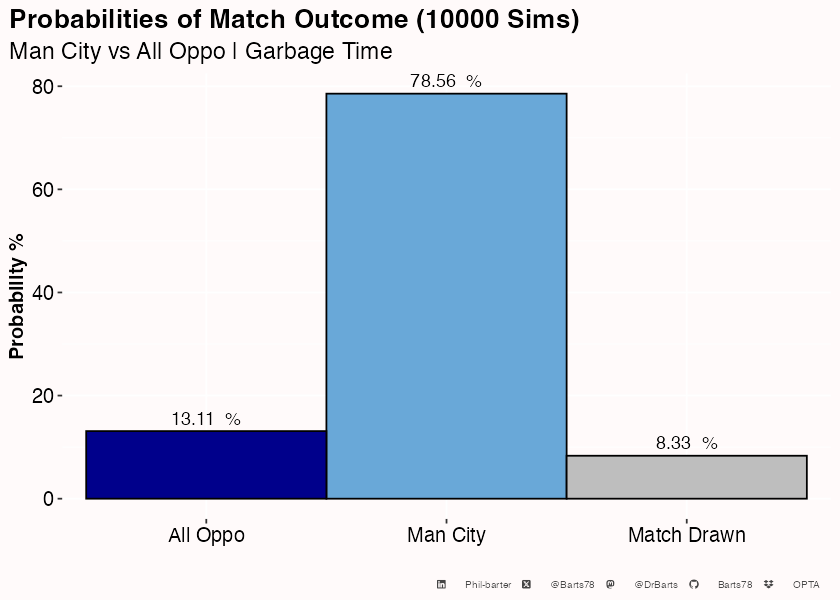 Probabilities of Match Outcome (10000 Sims)
Man City vs All Oppo | Garbage Time
78.56 %
80
60
40
20
0
Probability %
13.11 %
8.33 %
All Oppo
Man City
Match Drawn
Phil-barter @Barts78 @DrBarts Barts78 OPTA